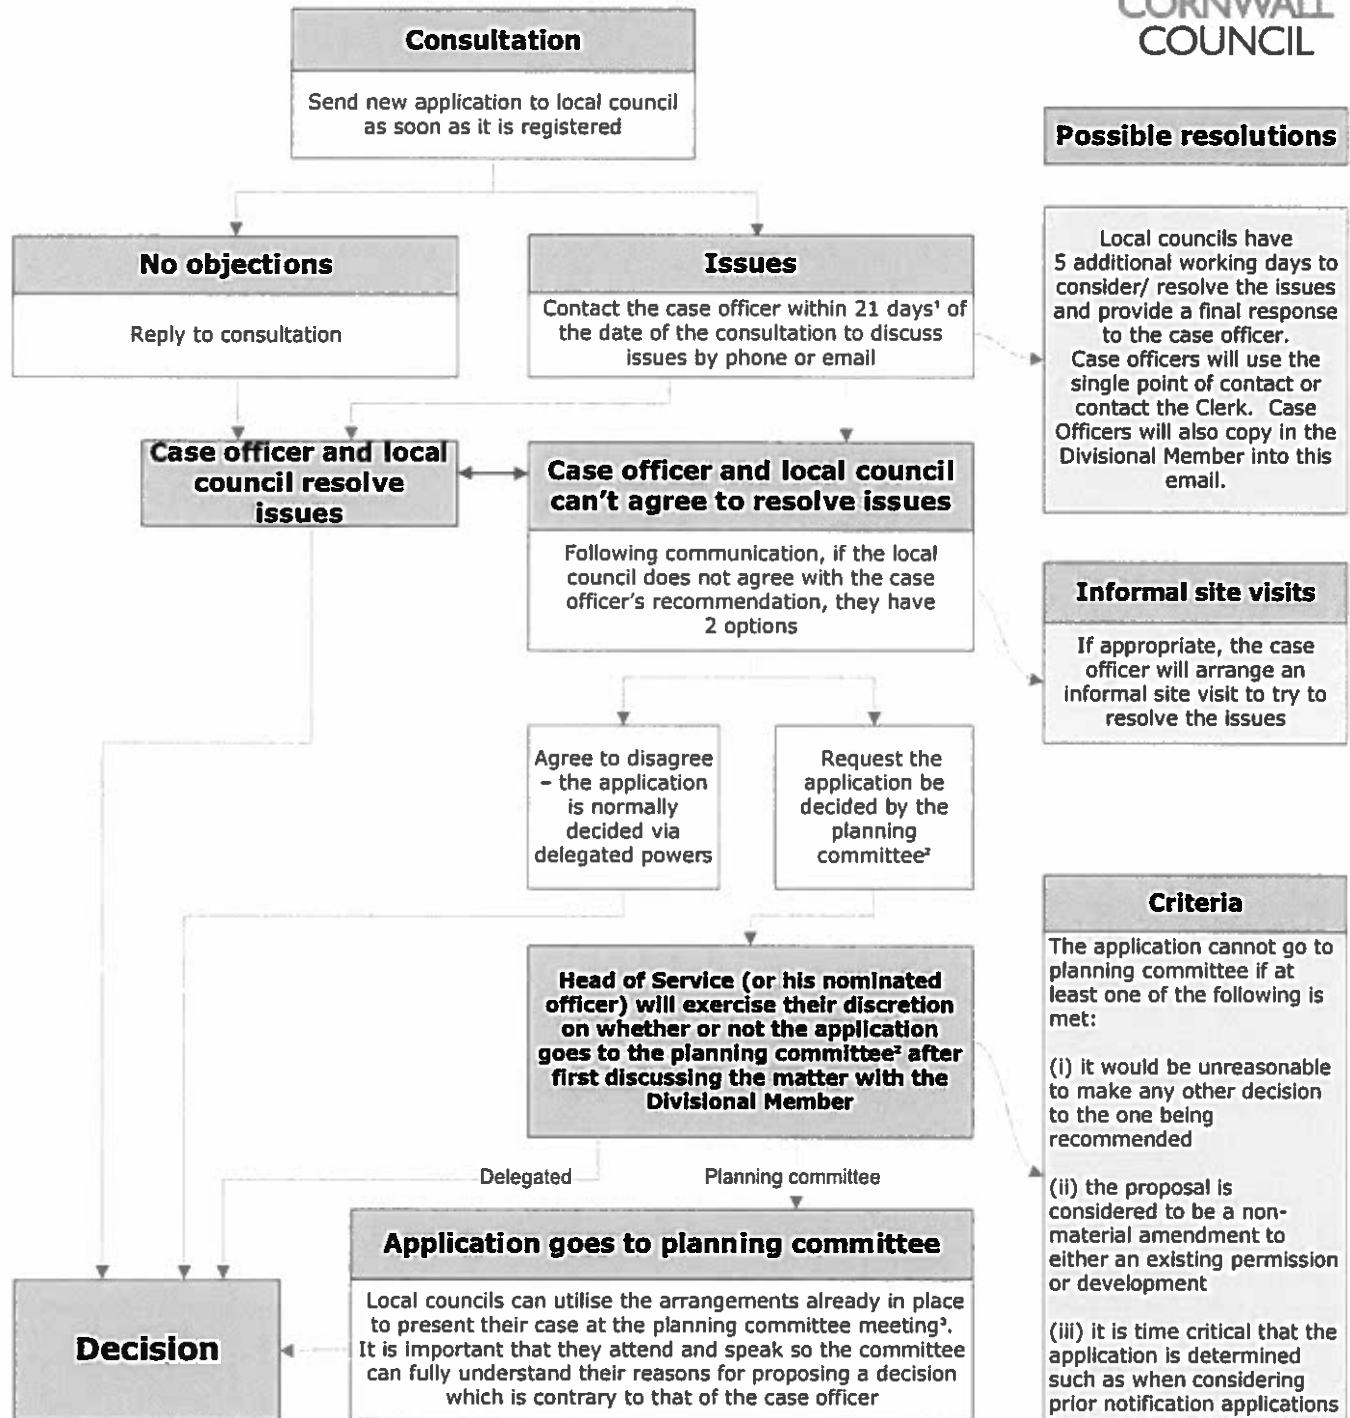 CORNWALL
COUNCIL
Consultation
Send new application to local council
as soon as it is registered
No objections
Reply to consultation
Issues
Contact the case officer within 21 days¹ of
the date of the consultation to discuss
issues by phone or email
Case officer and local
council resolve
issues
Case officer and local council
can't agree to resolve issues
Following communication, if the local
council does not agree with the case
officer's recommendation, they have
2 options
Agree to disagree
– the application
is normally
decided via
delegated powers
Request the
application be
decided by the
planning
committee²
Head of Service (or his nominated
officer) will exercise their discretion
on whether or not the application
goes to the planning committee² after
first discussing the matter with the
Divisional Member
Delegated
Planning committee
Application goes to planning committee
Local councils can utilise the arrangements already in place
to present their case at the planning committee meeting³.
It is important that they attend and speak so the committee
can fully understand their reasons for proposing a decision
which is contrary to that of the case officer
Decision
Possible resolutions
Local councils have
5 additional working days to
consider/ resolve the issues
and provide a final response
to the case officer.
Case officers will use the
single point of contact or
contact the Clerk. Case
Officers will also copy in the
Divisional Member into this
email.
Informal site visits
If appropriate, the case
officer will arrange an
informal site visit to try to
resolve the issues
Criteria
The application cannot go to
planning committee if at
least one of the following is
met:
(i) it would be unreasonable
to make any other decision
to the one being
recommended
(ii) the proposal is
considered to be a non-
material amendment to
either an existing permission
or development
(iii) it is time critical that the
application is determined
such as when considering
prior notification applications